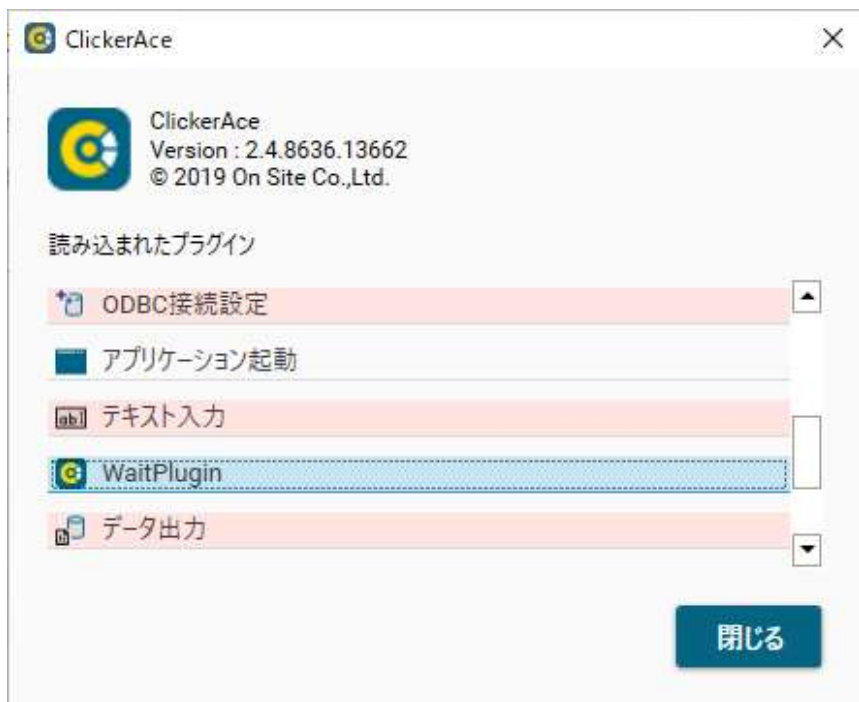 ClickerAce
ClickerAce
Version : 2.4.8636.13662
© 2019 On Site Co.,Ltd.
読み込まれたプラグイン
ODBC接続設定
アプリケーション起動
abl テキスト入力
WaitPlugin
データ出力
閉じる